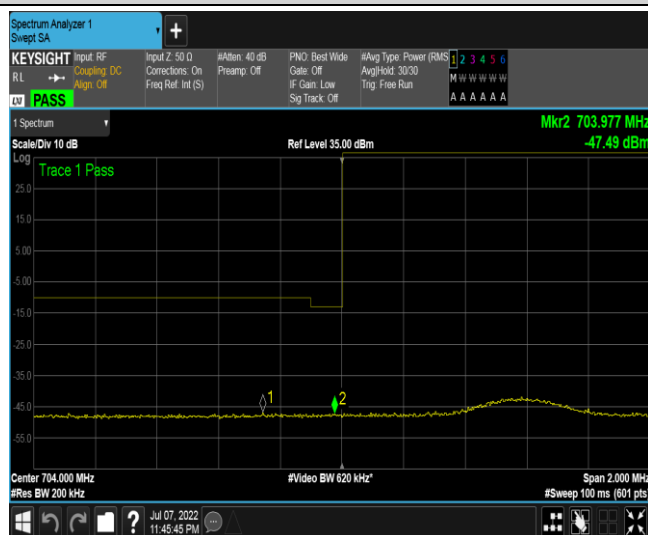 Spectrum Analyzer 1
Swept SA
+
KEYSIGHT
RL
LXI
PASS
Input: RF
Coupling: DC
Align: Off
Input Z: 50 Ω
Corrections: On
Freq Ref: Int (S)
#Atten: 40 dB
Preamp: Off
PNO: Best Wide
Gate: Off
IF Gain: Low
Sig Track: Off
#Avg Type: Power (RMS
Avg|Hold: 30/30
Trig: Free Run
1 2 3 4 5 6
M W W W W W
A A A A A A
1 Spectrum
Scale/Div 10 dB
Ref Level 35.00 dBm
Mkr2 703.977 MHz
-47.49 dBm
Log
Trace 1 Pass
25.0
15.0
5.00
-5.00
-15.0
-25.0
-35.0
-45.0
-55.0
1
2
Center 704.000 MHz
#Res BW 200 kHz
#Video BW 620 kHz*
Span 2.000 MHz
#Sweep 100 ms (601 pts)
?
Jul 07, 2022
11:45:45 PM